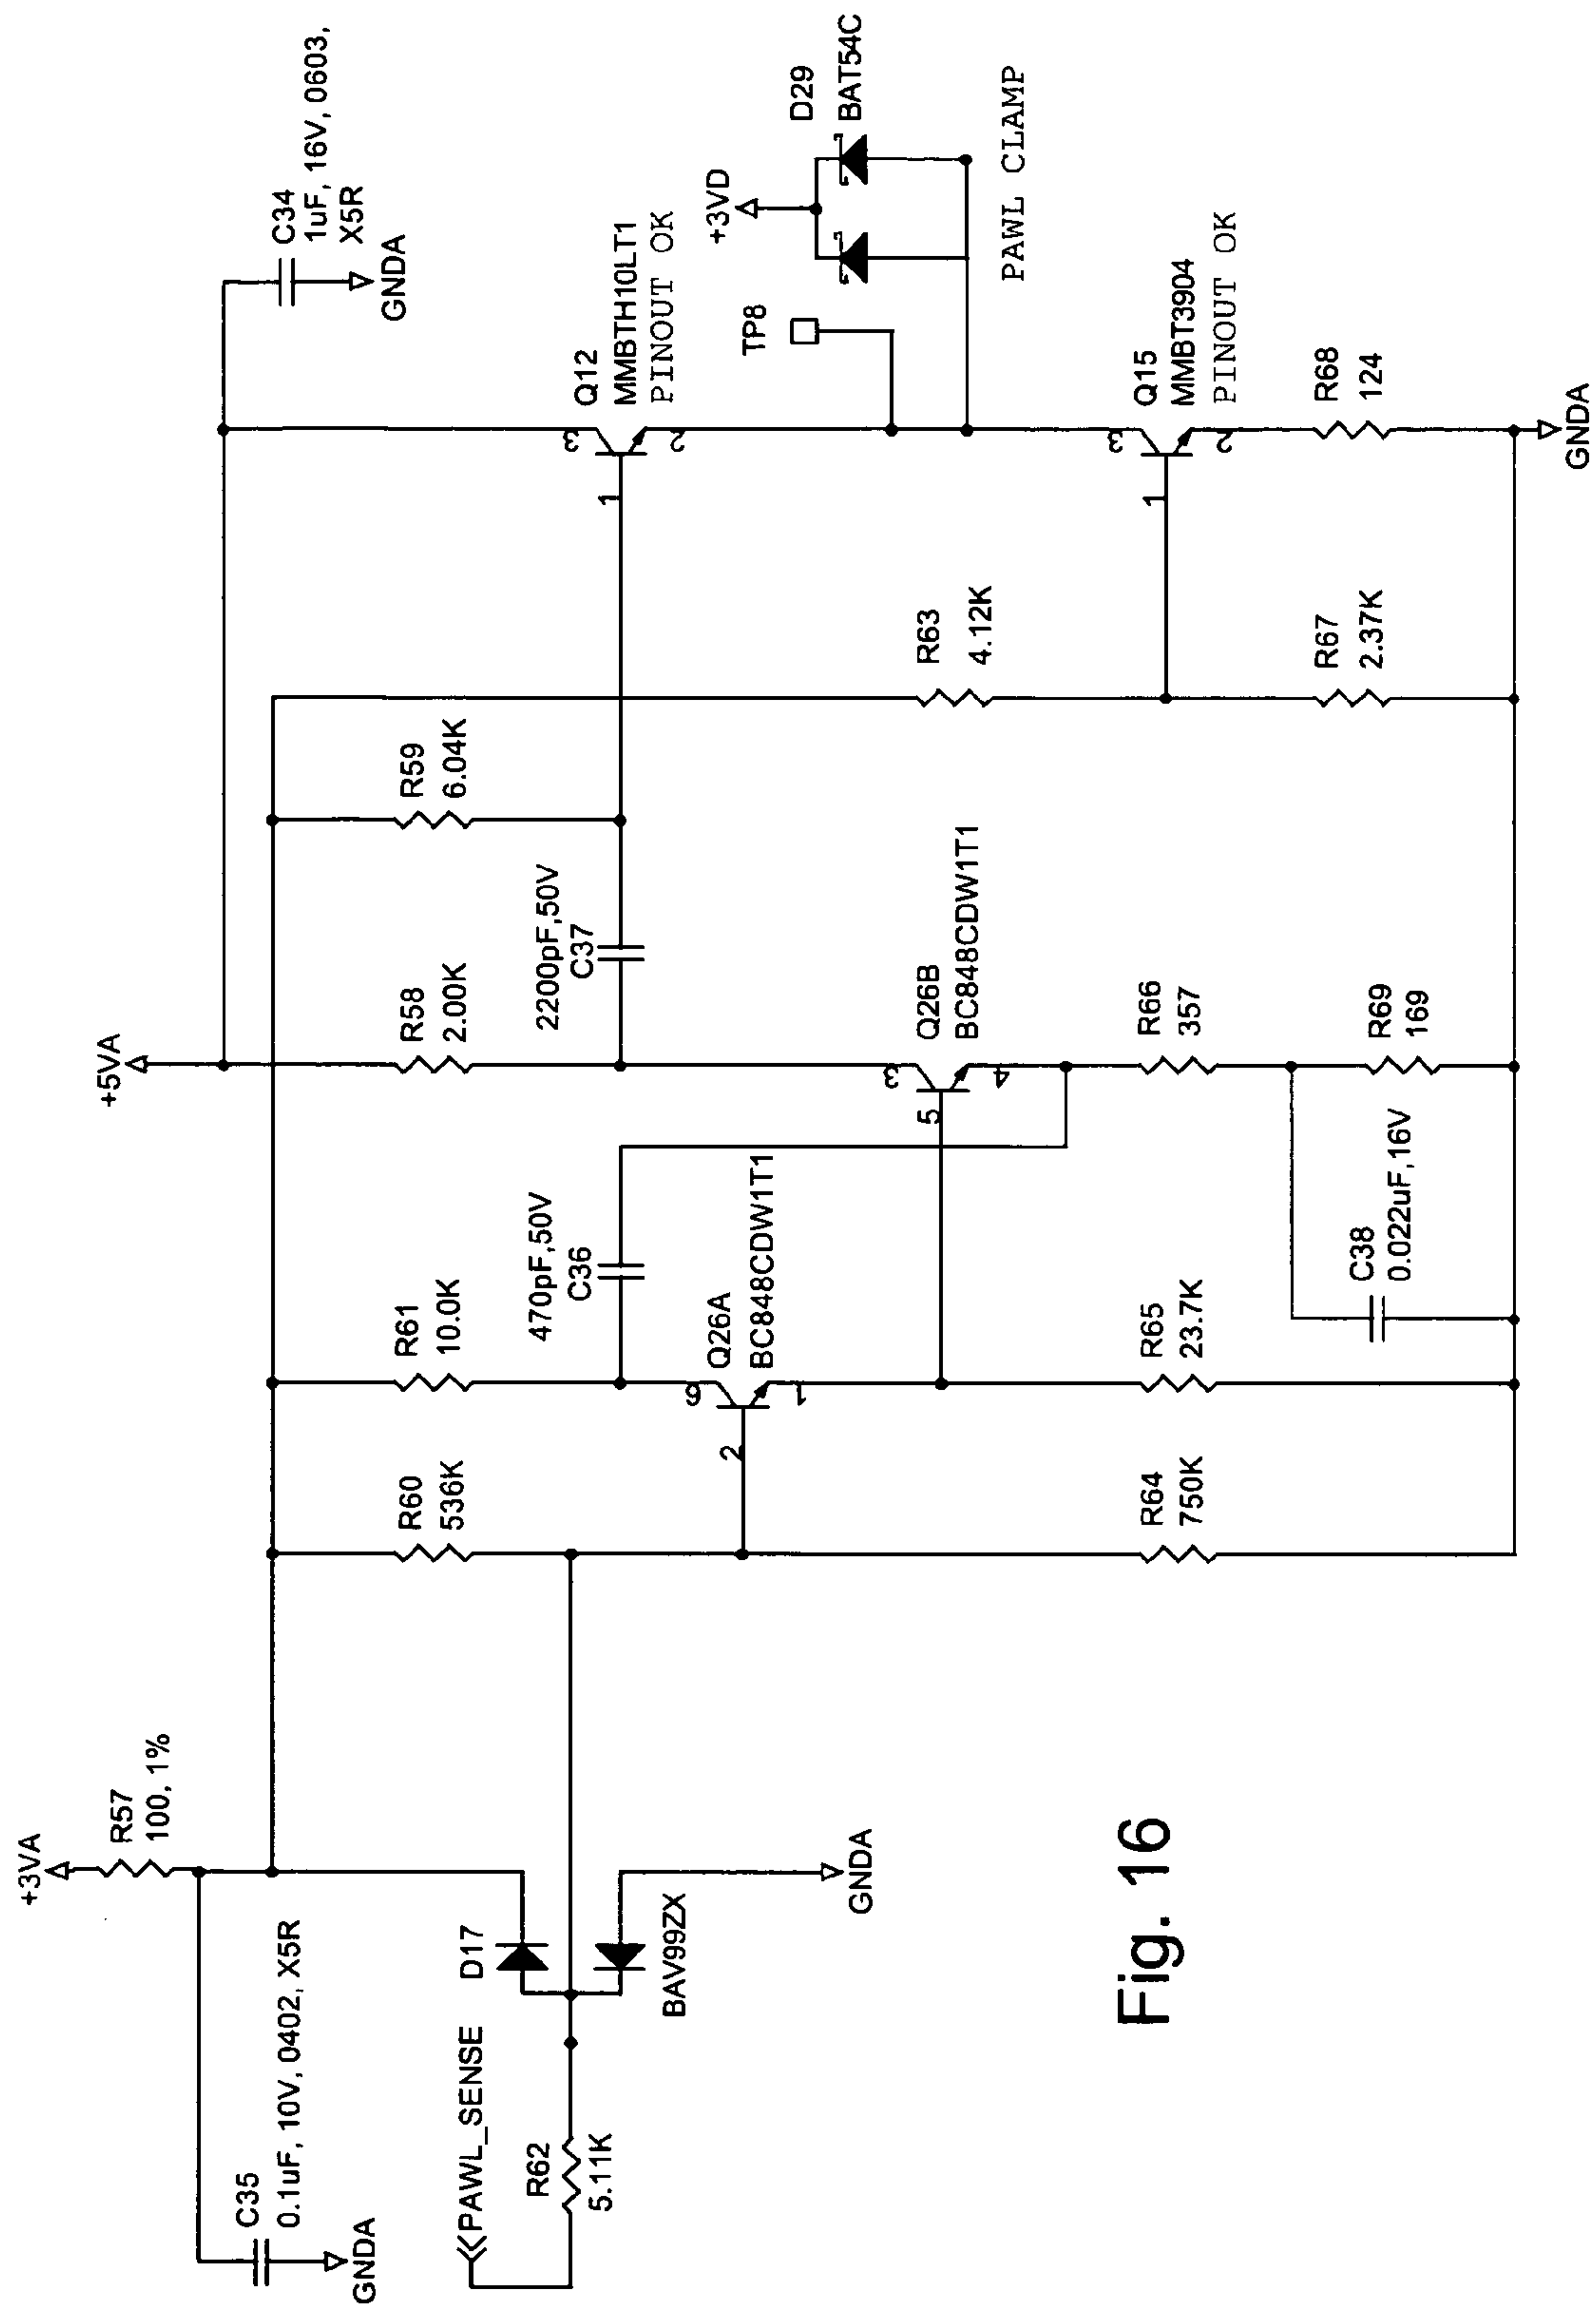 +3VA
R57
100, 1%
C35
0.1uF, 10V, 0402, X5R
GNDA
PAWL_SENSE
R62
5.11K
D17
BAV99ZX
GNDA
+5VA
R60
536K
R61
10.0K
470pF,50V
C36
Q26A
BC848CDW1T1
2
6
1
R64
750K
R65
23.7K
C38
0.022uF,16V
R58
2.00K
2200pF,50V
C37
Q26B
BC848CDW1T1
5
3
4
R66
357
R69
169
R59
6.04K
R63
4.12K
R67
2.37K
C34
1uF, 16V, 0603,
X5R
GNDA
Q12
MMBTH10LT1
PINOUT OK
1
3
2
TP8
+3VD
D29
BAT54C
PAWL CLAMP
Q15
MMBT3904
PINOUT OK
1
3
2
R68
124
GNDA
Fig. 16